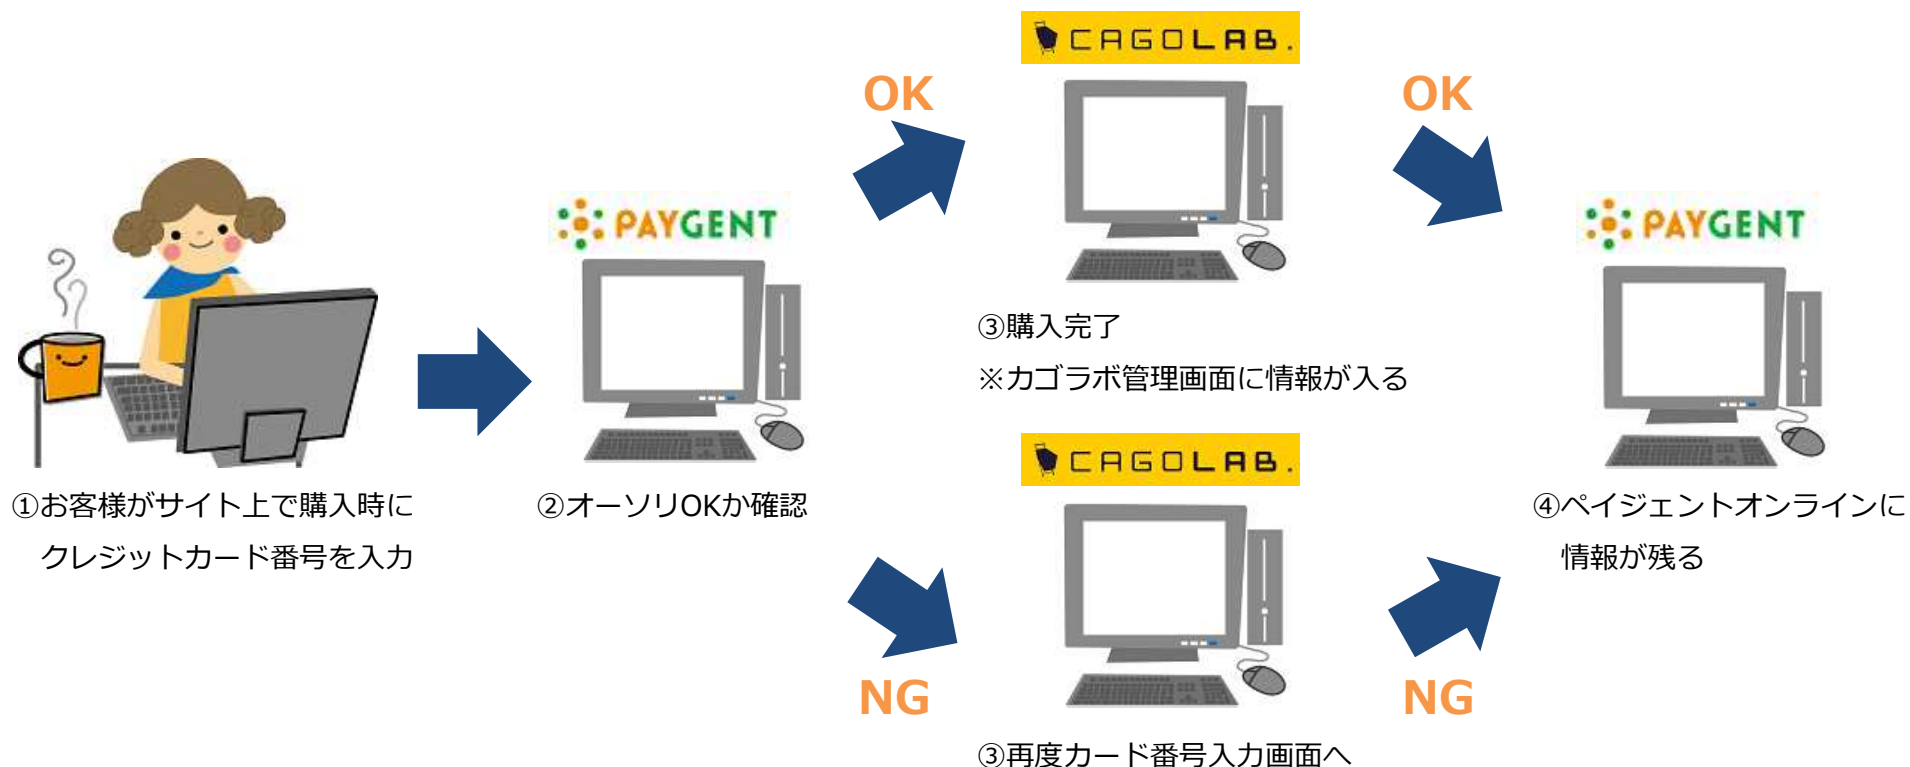 CAGOLAB.
OK
OK
PAYGENT
PAYGENT
③購入完了
※カゴラボ管理画面に情報が入る
CAGOLAB.
①お客様がサイト上で購入時に
クレジットカード番号を入力
②オーソリOKか確認
④ペイジェントオンラインに
情報が残る
NG
NG
③再度カード番号入力画面へ